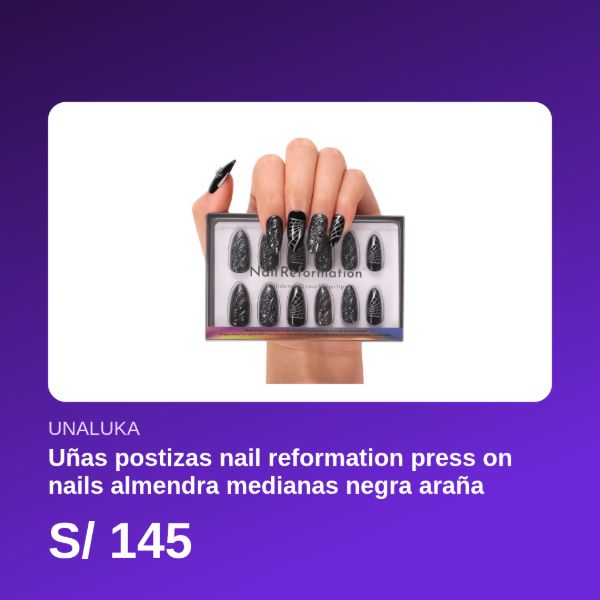 Nail Reformation
UNALUKA
Uñas postizas nail reformation press on
nails almendra medianas negra araña
S/ 145